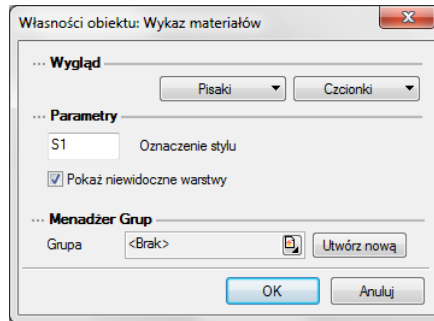 Własności obiektu: Wykaz materiałów
Wygląd
Pisaki Czcionki
Parametry
S1 Oznaczenie stylu
Pokaż niewidoczne warstwy
Menadżer Grup
Grupa <Brak> Utwórz nową
OK Anuluj